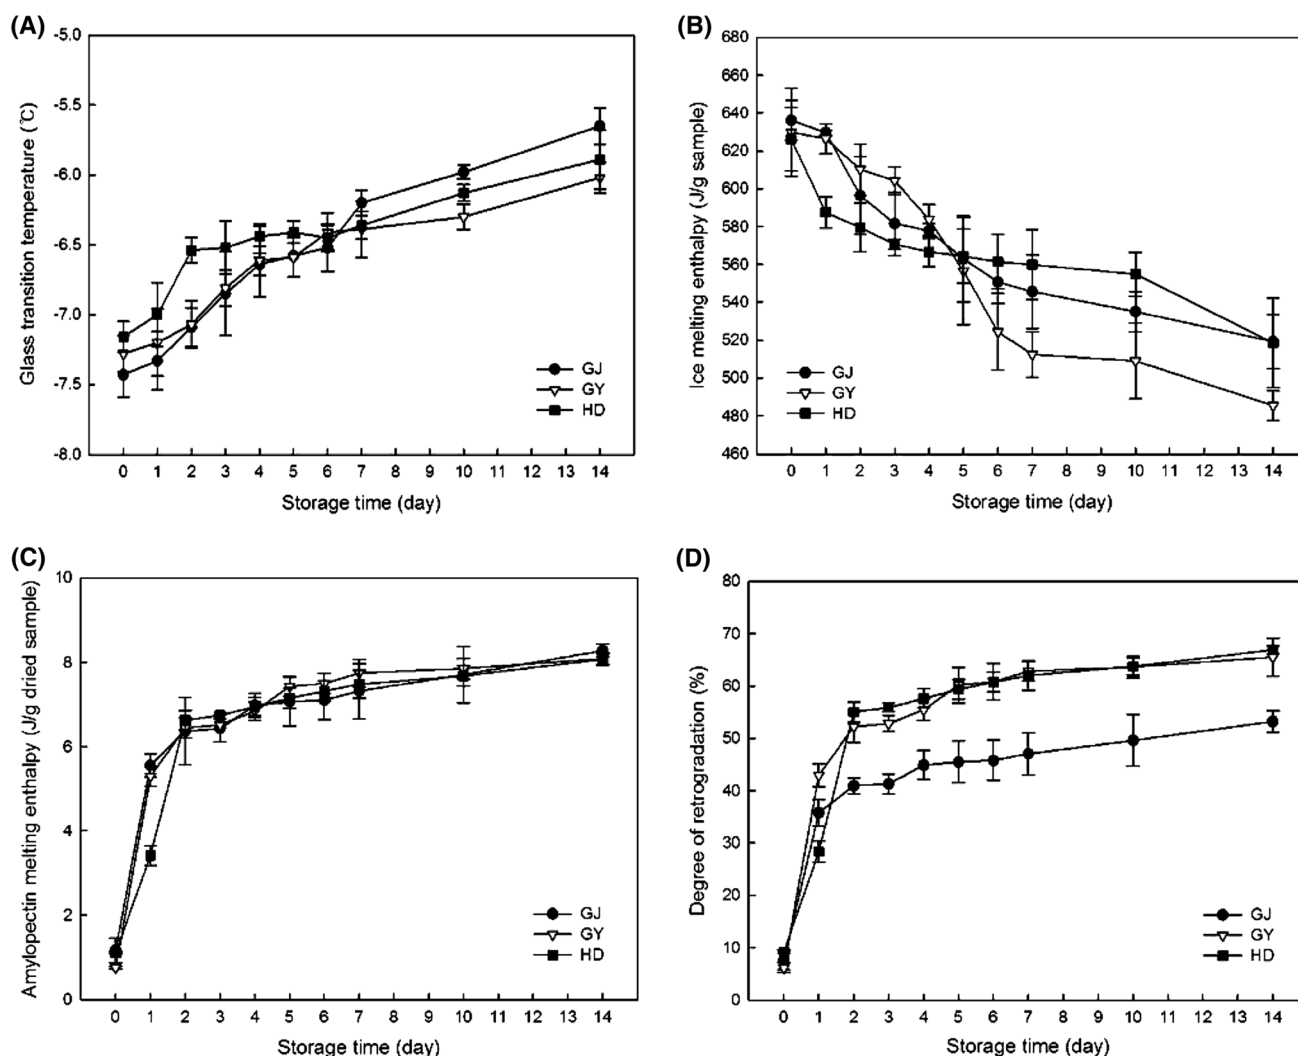 (A)
Glass transition temperature (℃)
-5.0
-5.5
-6.0
-6.5
-7.0
-7.5
-8.0
GJ
GY
HD
0 1 2 3 4 5 6 7 8 9 10 11 12 13 14
Storage time (day)
(B)
Ice melting enthalpy (J/g sample)
680
660
640
620
600
580
560
540
520
500
480
460
GJ
GY
HD
0 1 2 3 4 5 6 7 8 9 10 11 12 13 14
Storage time (day)
(C)
Amylopectin melting enthalpy (J/g dried sample)
10
8
6
4
2
0
GJ
GY
HD
0 1 2 3 4 5 6 7 8 9 10 11 12 13 14
Storage time (day)
(D)
Degree of retrogradation (%)
80
70
60
50
40
30
20
10
0
GJ
GY
HD
0 1 2 3 4 5 6 7 8 9 10 11 12 13 14
Storage time (day)